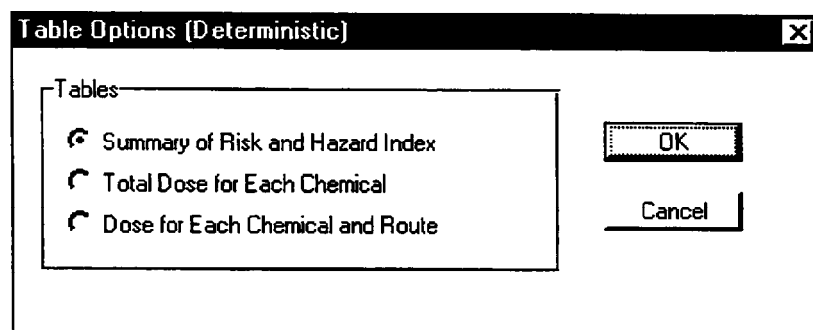 Table Options (Deterministic)
Tables
Summary of Risk and Hazard Index
Total Dose for Each Chemical
Dose for Each Chemical and Route
OK
Cancel